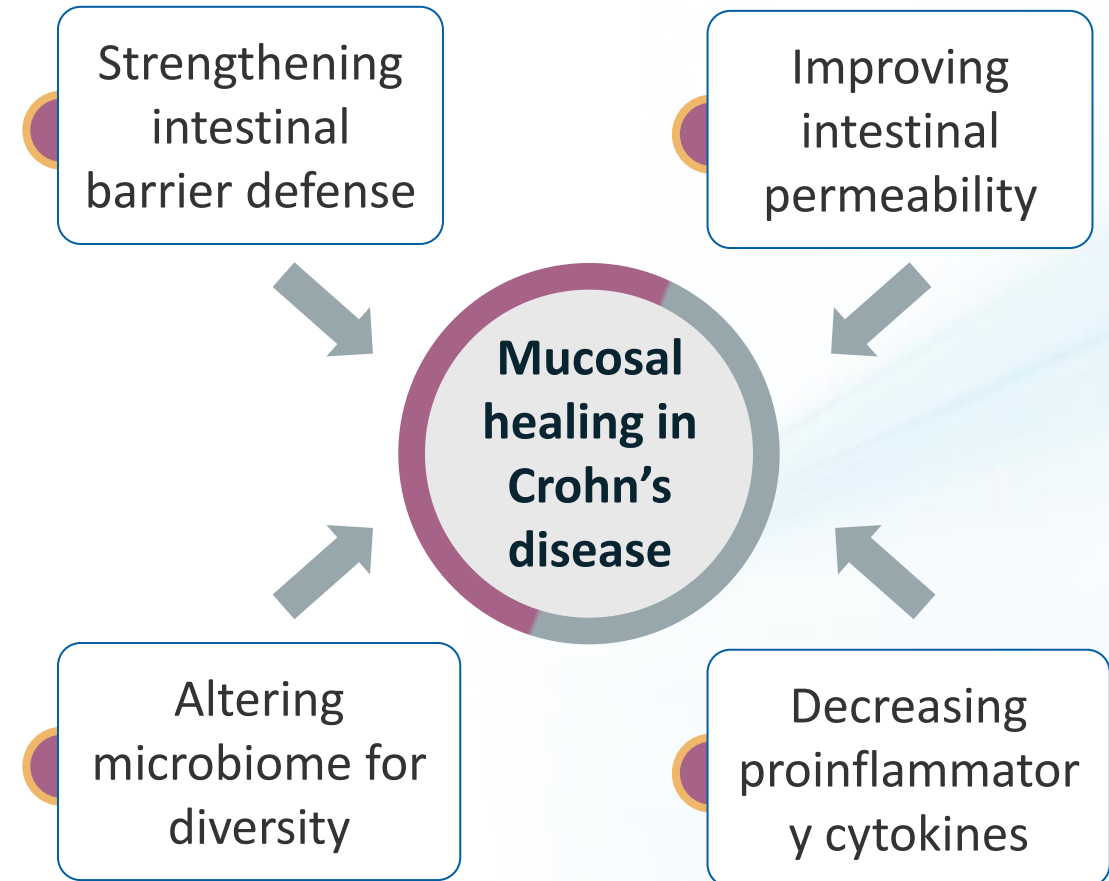 Strengthening
intestinal
barrier defense
Improving
intestinal
permeability
Mucosal
healing in
Crohn’s
disease
Altering
microbiome for
diversity
Decreasing
proinflammator
y cytokines